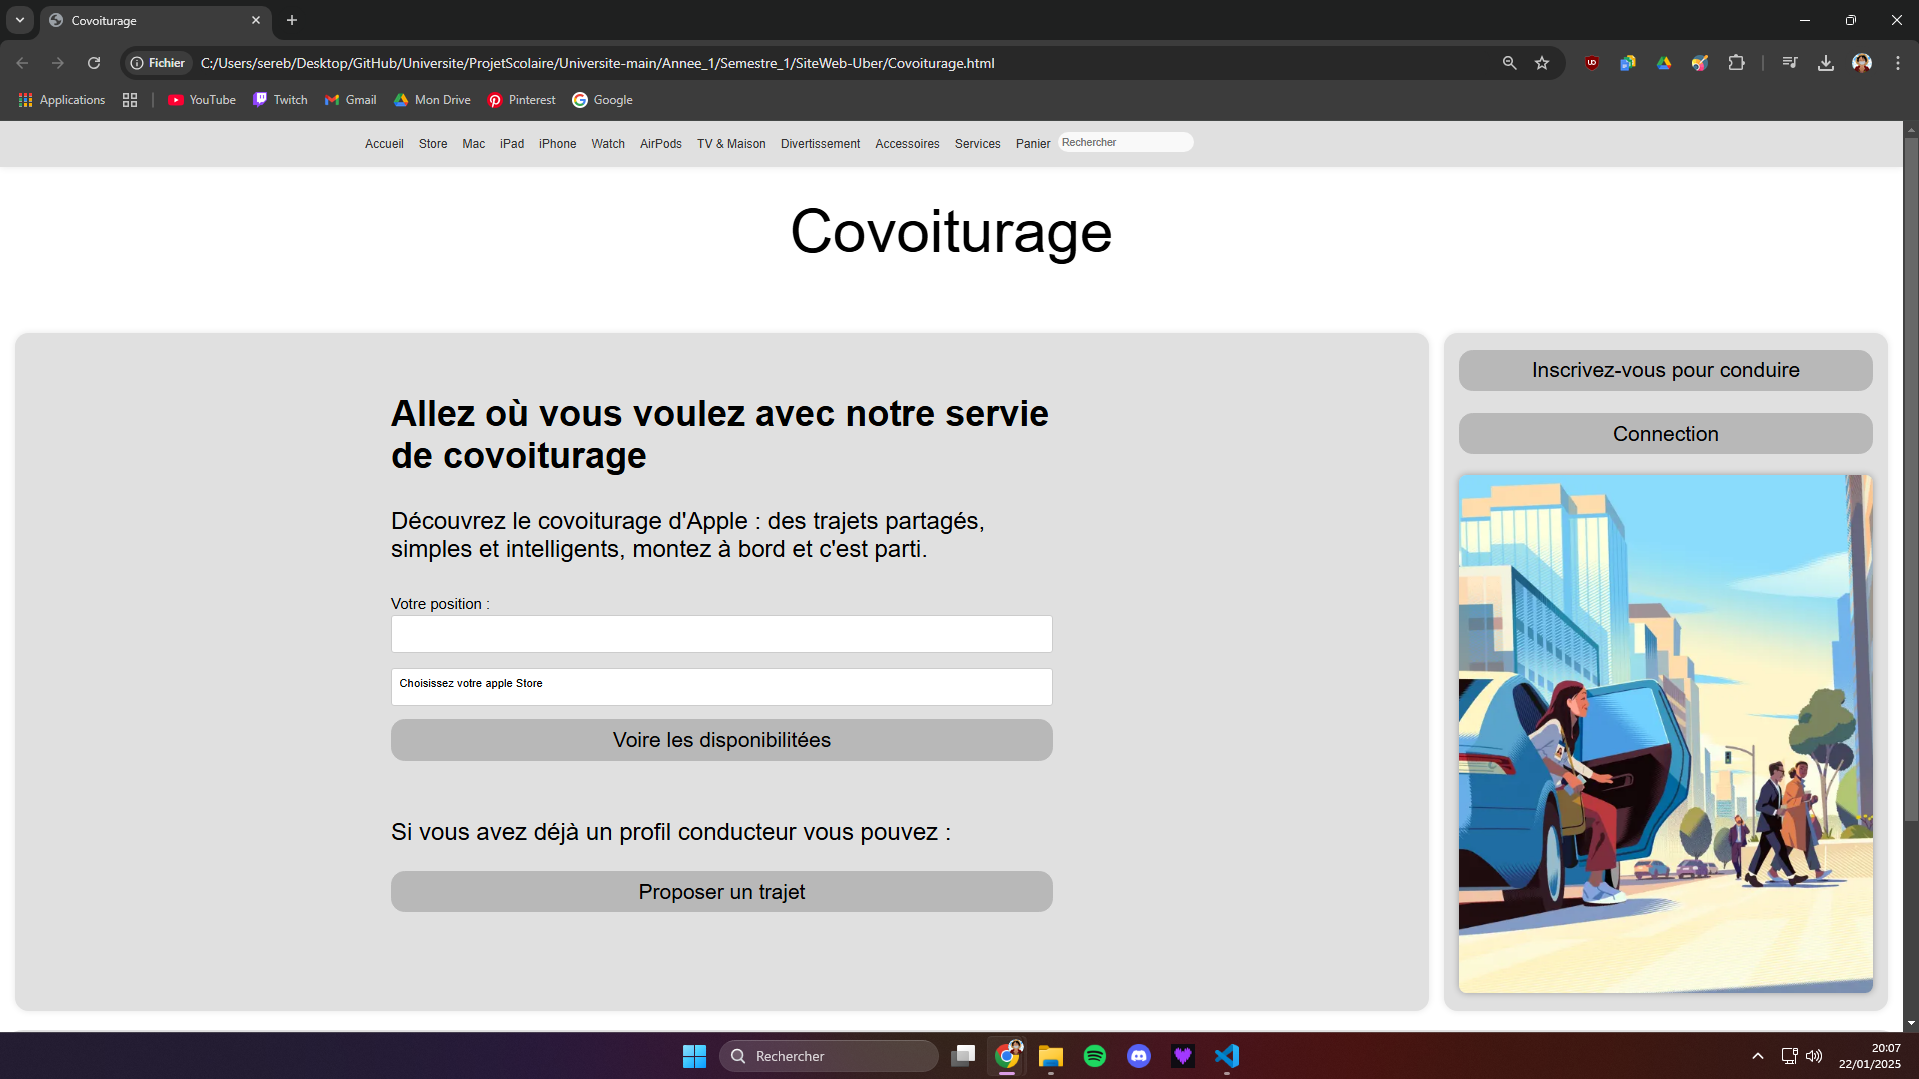 Covoiturage
Fichier
C:/Users/sereb/Desktop/GitHub/Universite/ProjetScolaire/Universite-main/Annee_1/Semestre_1/SiteWeb-Uber/Covoiturage.html
Applications
YouTube
Twitch
Gmail
Mon Drive
Pinterest
Google
Accueil Store Mac iPad iPhone Watch AirPods TV & Maison Divertissement Accessoires Services Panier Rechercher
Covoiturage
Allez où vous voulez avec notre servie
de covoiturage
Découvrez le covoiturage d'Apple : des trajets partagés,
simples et intelligents, montez à bord et c'est parti.
Votre position :
Choisissez votre apple Store
Voire les disponibilitées
Si vous avez déjà un profil conducteur vous pouvez :
Proposer un trajet
Inscrivez-vous pour conduire
Connection
Rechercher
20:07
22/01/2025